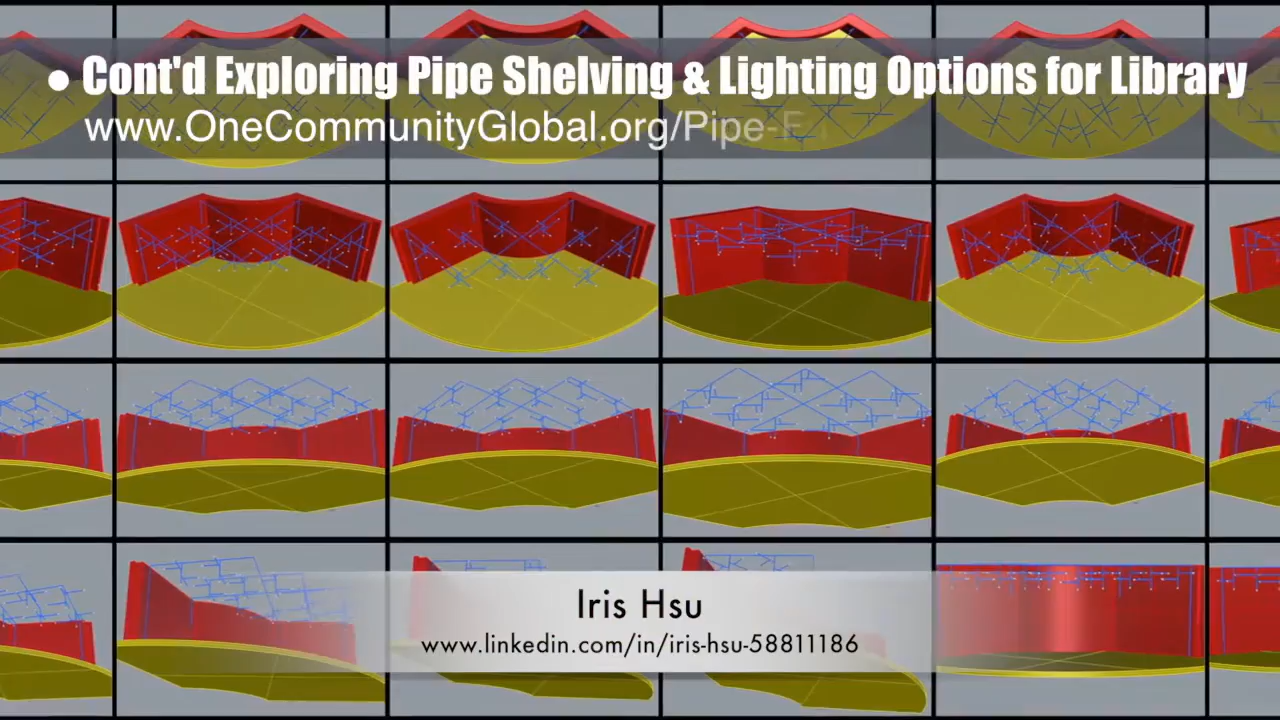 • Cont'd Exploring Pipe Shelving & Lighting Options for Library
www.OneCommunityGlobal.org/Pipe-F
Iris Hsu
www.linkedin.com/in/iris-hsu-58811186